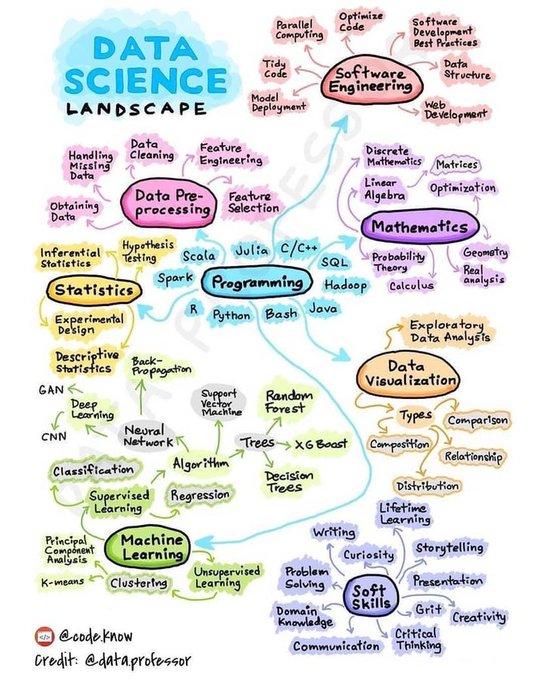 DATA
SCIENCE
LANDSCAPE
Parallel
Computing
Optimize
Code
Software
Development
Best Practices
Tidy
Code
Software
Engineering
Data
Structure
Model
Deployment
Web
Development
Handling
Missing
Data
Data
Cleaning
Feature
Engineering
Obtaining
Data
Data Pre-
processing
Feature
Selection
Discrete
Mathematics
Matrices
Linear
Algebra
Optimization
Mathematics
Probability
Theory
Calculus
Geometry
Real
analysis
Inferential
Statistics
Hypothesis
Testing
Statistics
Experimental
Design
Descriptive
Statistics
Scala
Julia
C/C++
SQL
Spark
Programming
Hadoop
R
Python
Bash
Java
Exploratory
Data Analysis
Data
Visualization
Types
Comparison
Composition
Relationship
Distribution
Back-
Propagation
GAN
Deep
Learning
CNN
Neural
Network
Support
Vector
Machine
Random
Forest
Trees
XG Boost
Decision
Trees
Algorithm
Classification
Supervised
Learning
Regression
Machine
Learning
Principal
Component
Analysis
K-means
Clustering
Unsupervised
Learning
Lifetime
Learning
Writing
Curiosity
Storytelling
Problem
Solving
Soft
Skills
Presentation
Domain
Knowledge
Grit
Creativity
Communication
Critical
Thinking
</> @code.know
Credit: @data.professor